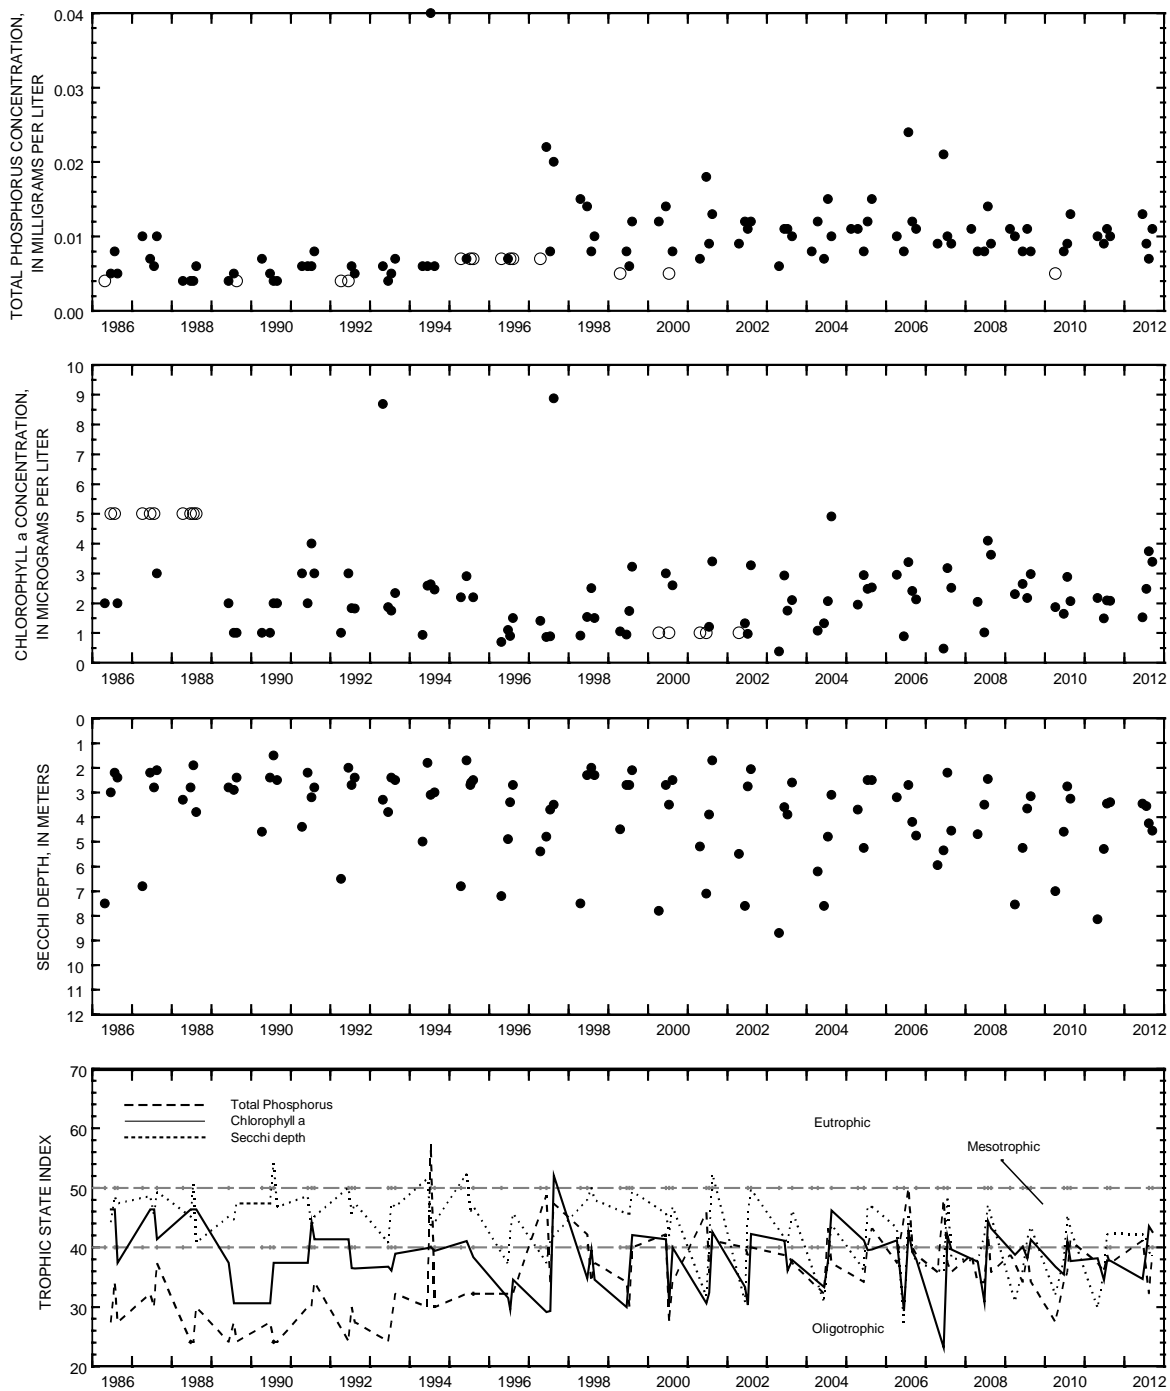 TOTAL PHOSPHORUS CONCENTRATION,
IN MILLIGRAMS PER LITER
0.04
0.03
0.02
0.01
0.00
1986 1988 1990 1992 1994 1996 1998 2000 2002 2004 2006 2008 2010 2012
CHLOROPHYLL a CONCENTRATION,
IN MICROGRAMS PER LITER
10
9
8
7
6
5
4
3
2
1
0
1986 1988 1990 1992 1994 1996 1998 2000 2002 2004 2006 2008 2010 2012
SECCHI DEPTH, IN METERS
0
1
2
3
4
5
6
7
8
9
10
11
12
1986 1988 1990 1992 1994 1996 1998 2000 2002 2004 2006 2008 2010 2012
TROPHIC STATE INDEX
70
60
50
40
30
20
Total Phosphorus
Chlorophyll a
Secchi depth
Eutrophic
Mesotrophic
Oligotrophic
1986 1988 1990 1992 1994 1996 1998 2000 2002 2004 2006 2008 2010 2012